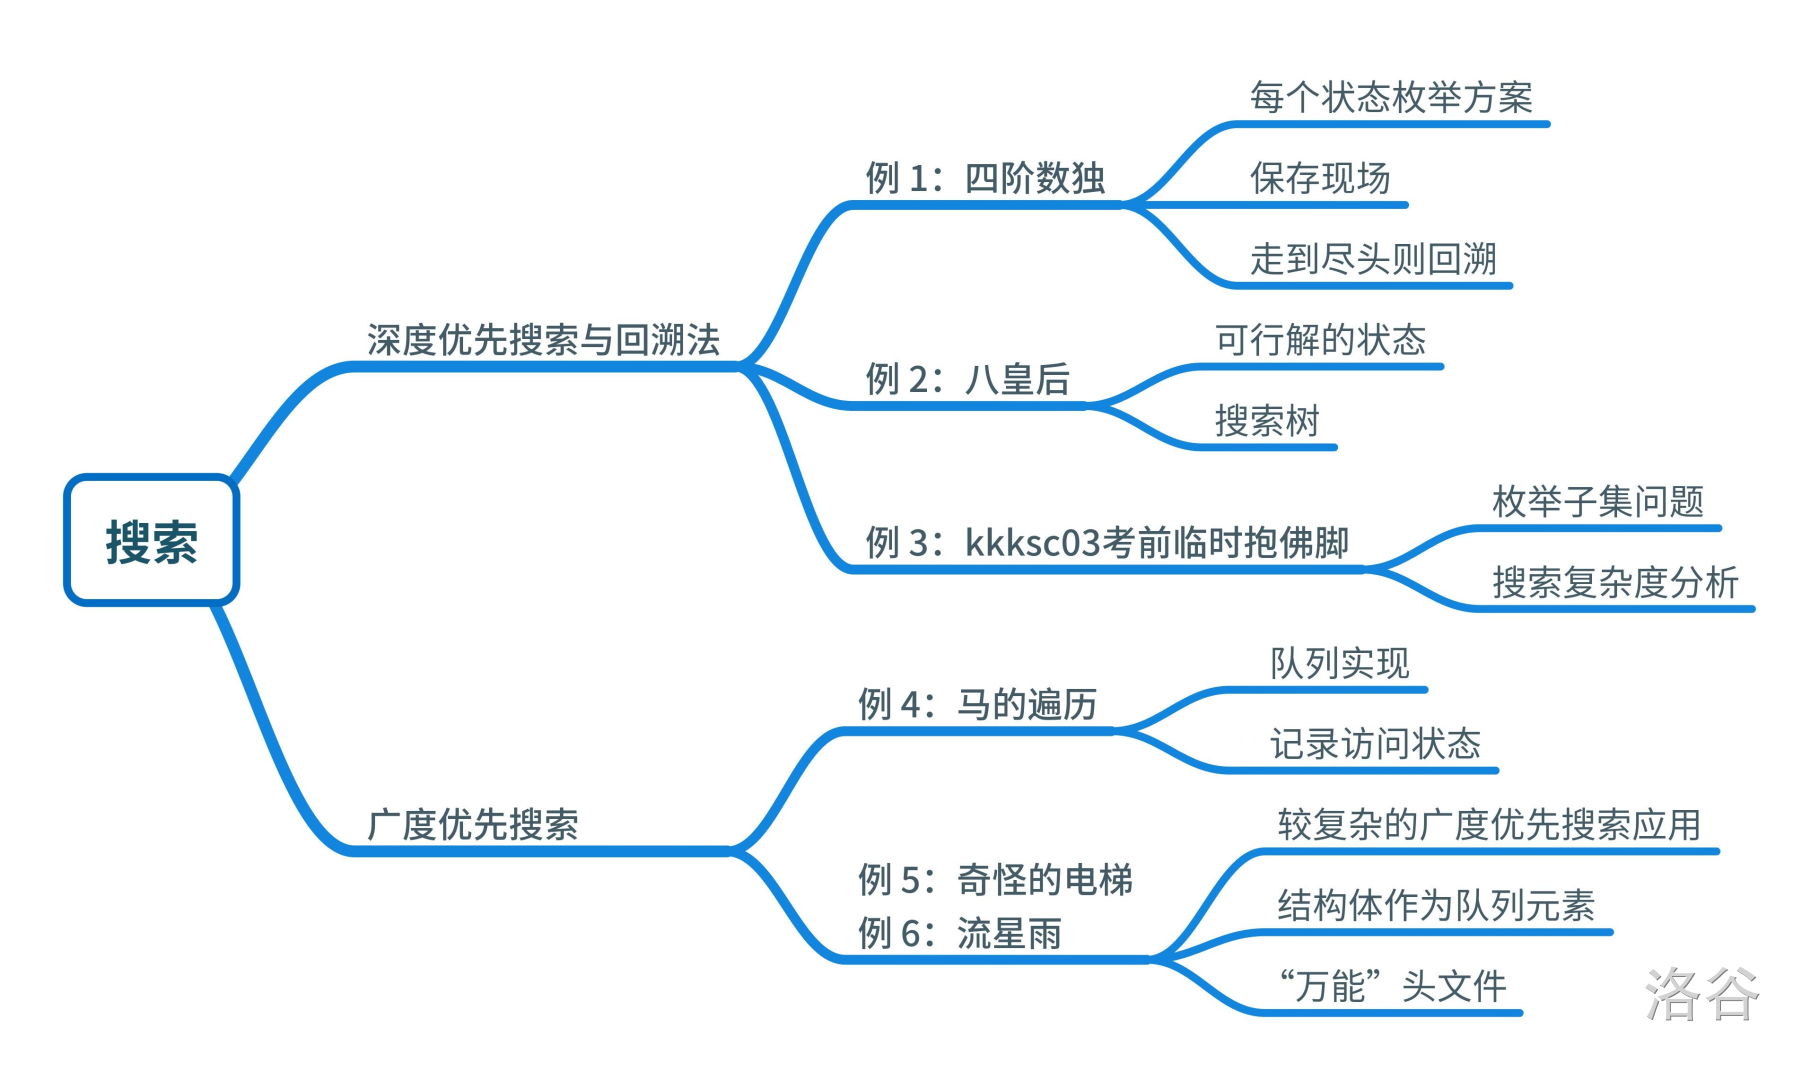 搜索
深度优先搜索与回溯法
例 1：四阶数独
每个状态枚举方案
保存现场
走到尽头则回溯
例 2：八皇后
可行解的状态
搜索树
例 3：kkksc03考前临时抱佛脚
枚举子集问题
搜索复杂度分析
广度优先搜索
例 4：马的遍历
队列实现
记录访问状态
例 5：奇怪的电梯
例 6：流星雨
较复杂的广度优先搜索应用
结构体作为队列元素
“万能”头文件
洛谷